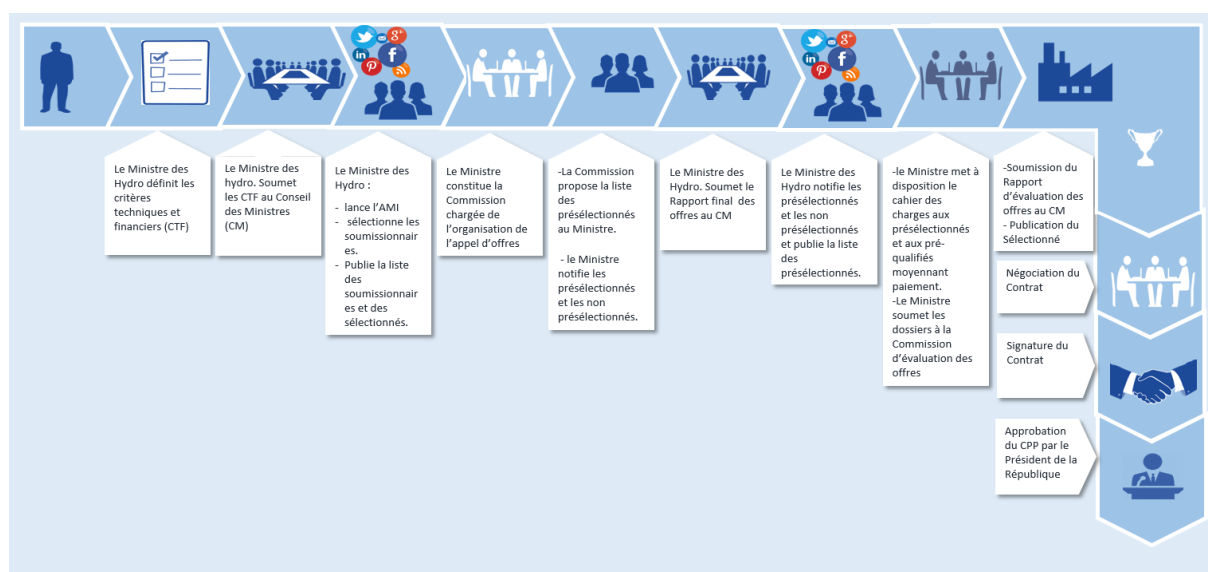 Le Ministre des
Hydro définit les
critères
techniques et
financiers (CTF)
Le Ministre des
hydro. Soumet
les CTF au Conseil
des Ministres
(CM)
Le Ministre des
Hydro :
- lance l’AMI
- sélectionne les
soumissionnair
es.
- Publie la liste
des
soumissionnair
es et des
sélectionnés.
Le Ministre
constitue la
Commission
chargée de
l’organisation de
l’appel d’offres
-La Commission
propose la liste
des
présélectionnés
au Ministre.
- le Ministre
notifie les
présélectionnés
et les non
présélectionnés.
Le Ministre des
Hydro. Soumet le
Rapport final des
offres au CM
Le Ministre des
Hydro notifie les
présélectionnés
et les non
présélectionnés
et publie la liste
des
présélectionnés.
-le Ministre met à
disposition le
cahier des
charges aux
présélectionnés
et aux pré-
qualifiés
moyennant
paiement.
-Le Ministre
soumet les
dossiers à la
Commission
d’évaluation des
offres
-Soumission du
Rapport
d’évaluation des
offres au CM
- Publication du
Sélectionné
Négociation du
Contrat
Signature du
Contrat
Approbation
du CPP par le
Président de la
République